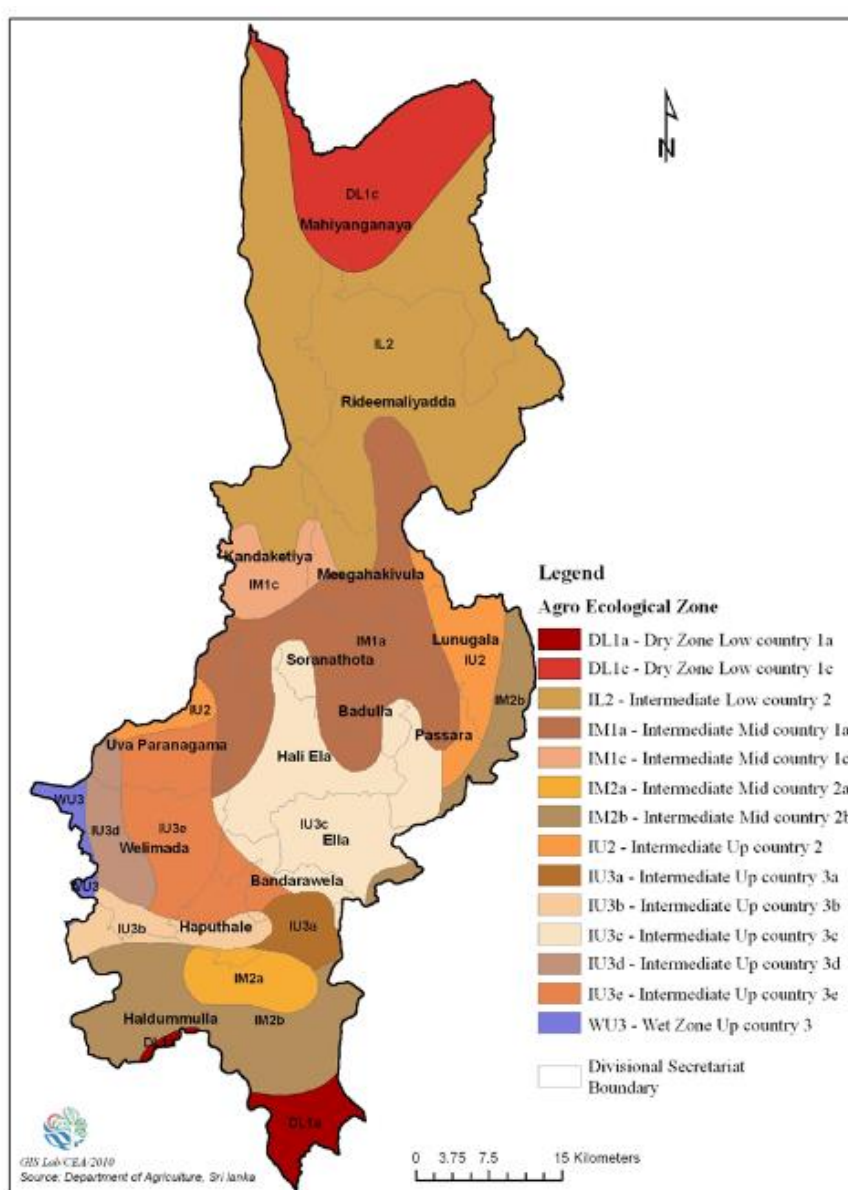 N
DL1c
Mahiyanganaya
IL2
Rideemaliyadda
Kandaketiya
IM1c
Meegahakivula
IM1a
Soranathota
Lunugala
IU2
IM2b
IU2
Badulla
Uva Paranagama
Passara
Hali Ela
WU3
IU3d
IU3e
Welimada
IU3c
Ella
WU3
Bandarawela
IU3b
Haputhale
IU3a
IM2a
Haldummulla
IM2b
DL1a
Legend
Agro Ecological Zone
DL1a - Dry Zone Low country 1a
DL1c - Dry Zone Low country 1c
IL2 - Intermediate Low country 2
IM1a - Intermediate Mid country 1a
IM1c - Intermediate Mid country 1c
IM2a - Intermediate Mid country 2a
IM2b - Intermediate Mid country 2b
IU2 - Intermediate Up country 2
IU3a - Intermediate Up country 3a
IU3b - Intermediate Up country 3b
IU3c - Intermediate Up country 3c
IU3d - Intermediate Up country 3d
IU3e - Intermediate Up country 3e
WU3 - Wet Zone Up country 3
Divisional Secretariat
Boundary
GIS Lab/CEA/2010
Source: Department of Agriculture, Sri lanka
0 3.75 7.5 15 Kilometers